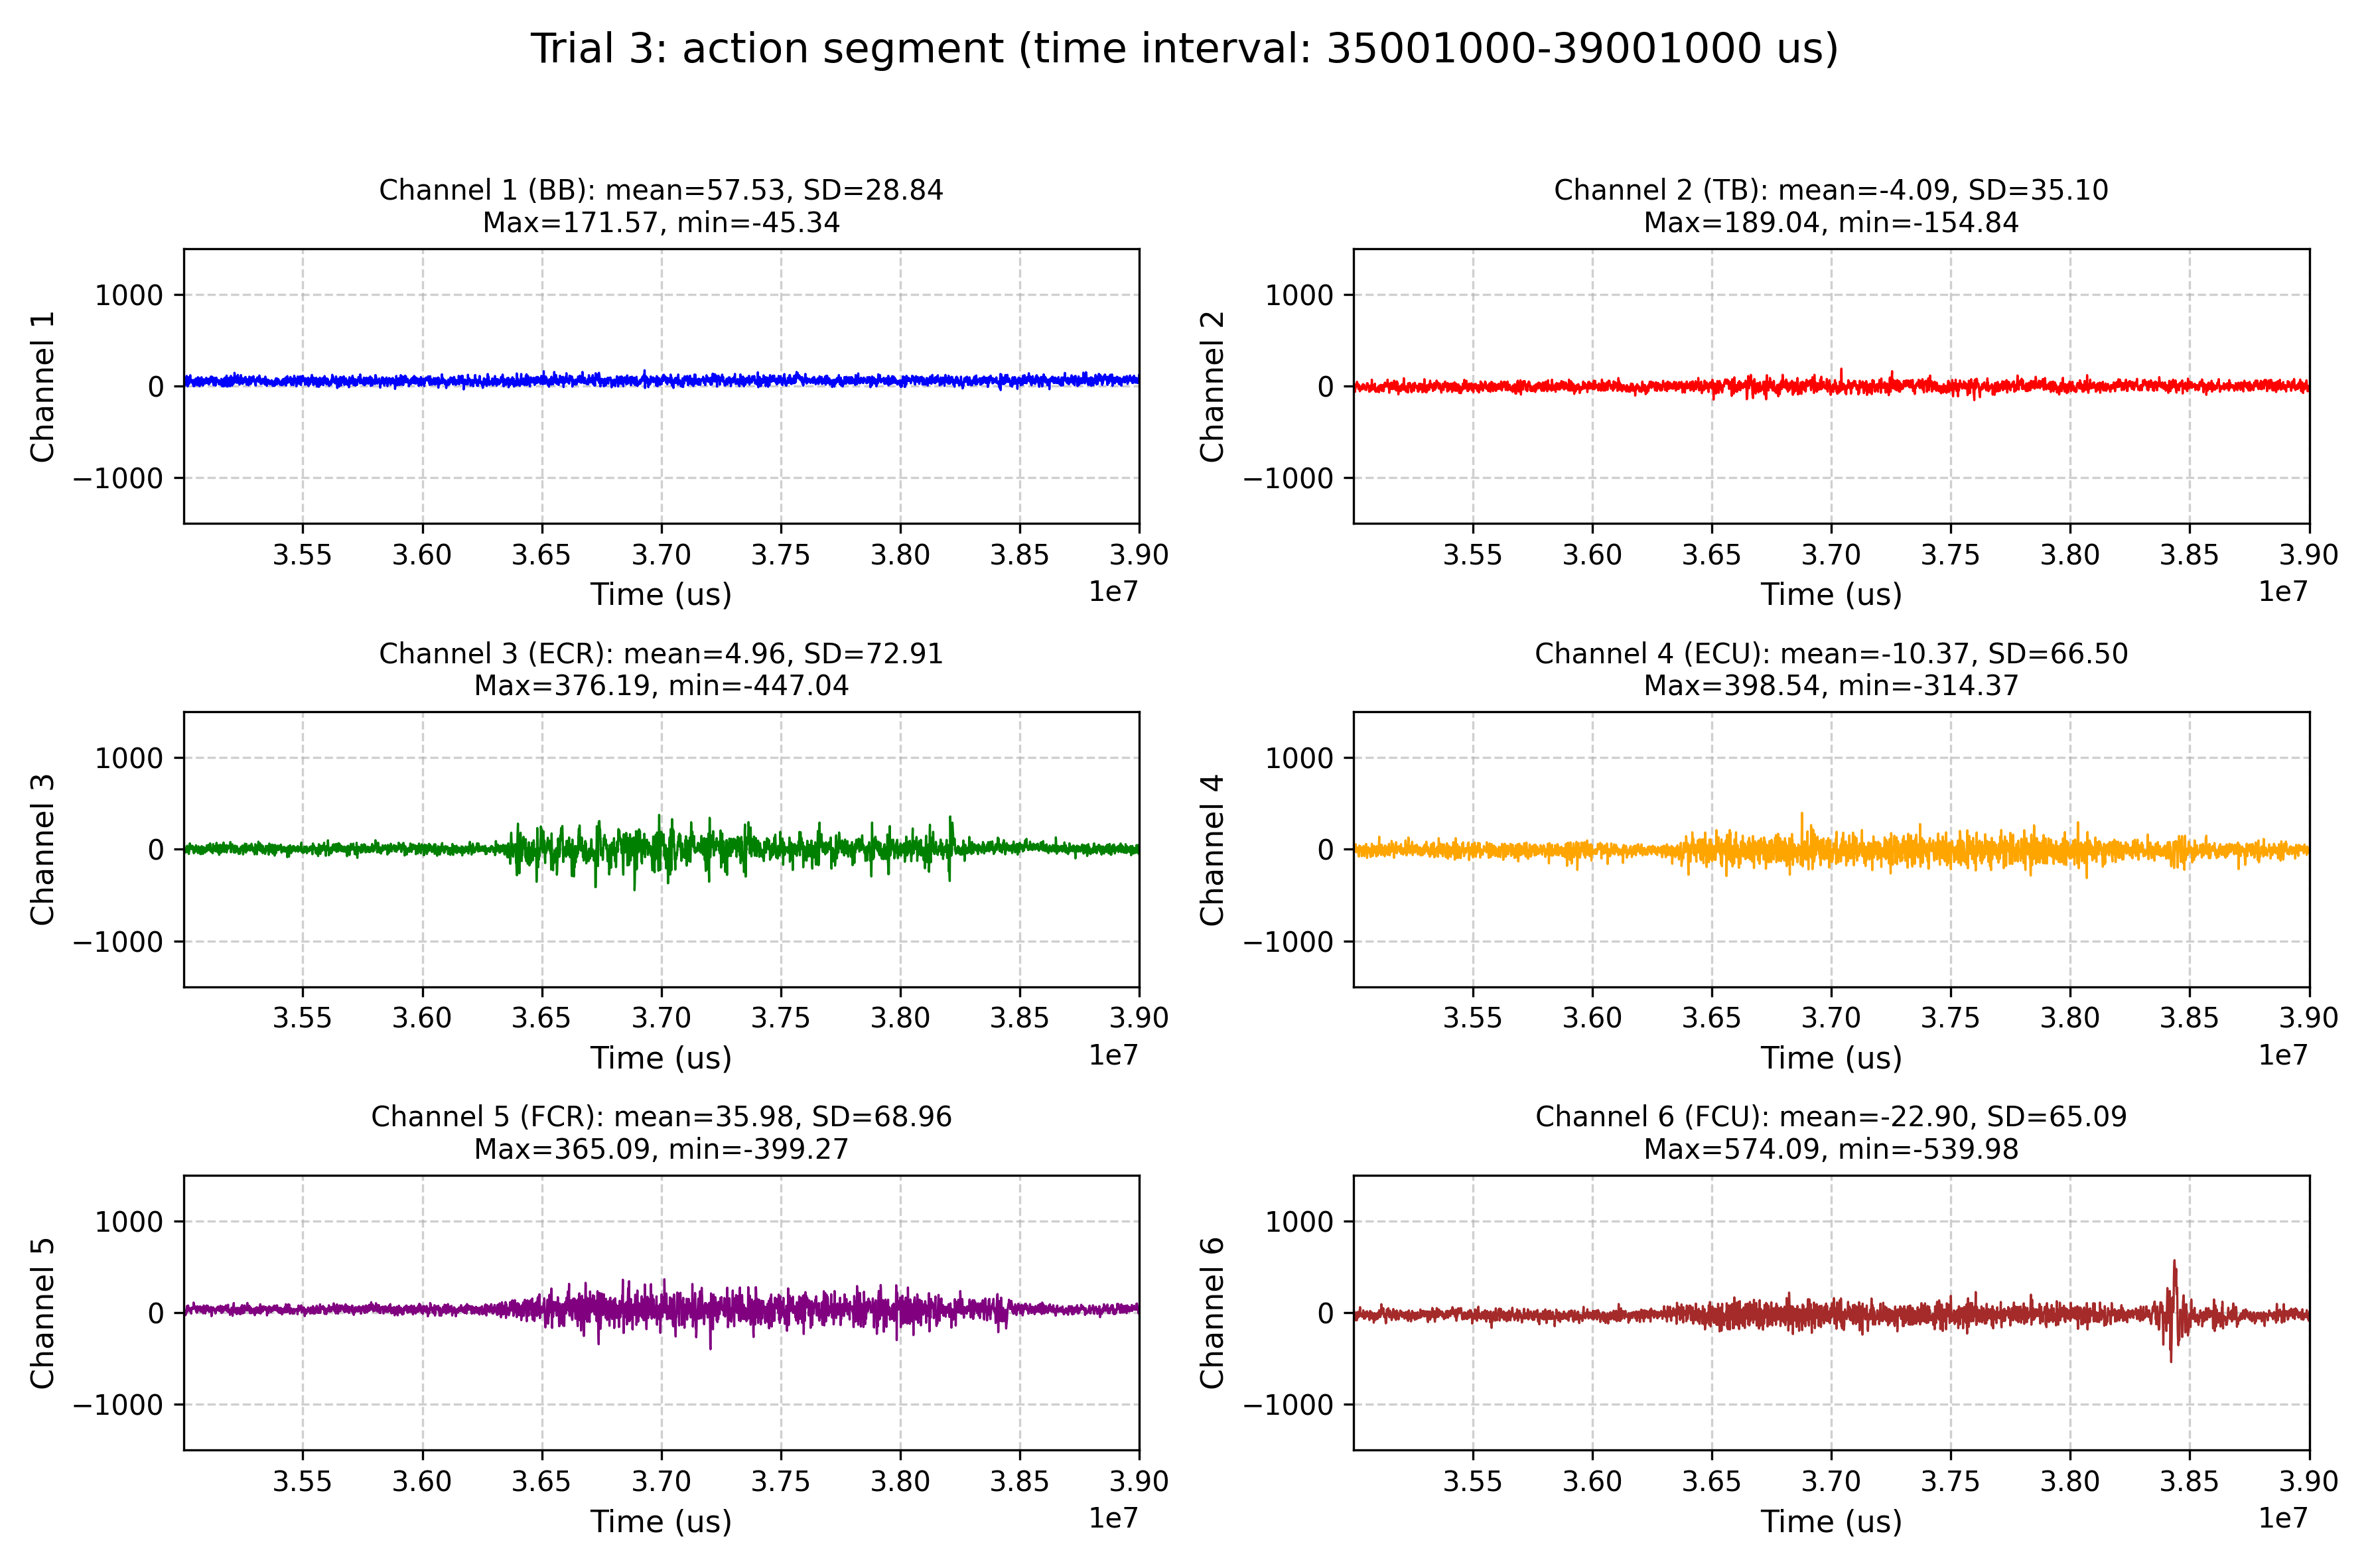 Trial 3: action segment (time interval: 35001000-39001000 us)
Channel 1 (BB): mean=57.53, SD=28.84
Max=171.57, min=-45.34
Channel 1
1000
0
−1000
3.55 3.60 3.65 3.70 3.75 3.80 3.85 3.90
1e7
Time (us)
Channel 2 (TB): mean=-4.09, SD=35.10
Max=189.04, min=-154.84
Channel 2
1000
0
−1000
3.55 3.60 3.65 3.70 3.75 3.80 3.85 3.90
1e7
Time (us)
Channel 3 (ECR): mean=4.96, SD=72.91
Max=376.19, min=-447.04
Channel 3
1000
0
−1000
3.55 3.60 3.65 3.70 3.75 3.80 3.85 3.90
1e7
Time (us)
Channel 4 (ECU): mean=-10.37, SD=66.50
Max=398.54, min=-314.37
Channel 4
1000
0
−1000
3.55 3.60 3.65 3.70 3.75 3.80 3.85 3.90
1e7
Time (us)
Channel 5 (FCR): mean=35.98, SD=68.96
Max=365.09, min=-399.27
Channel 5
1000
0
−1000
3.55 3.60 3.65 3.70 3.75 3.80 3.85 3.90
1e7
Time (us)
Channel 6 (FCU): mean=-22.90, SD=65.09
Max=574.09, min=-539.98
Channel 6
1000
0
−1000
3.55 3.60 3.65 3.70 3.75 3.80 3.85 3.90
1e7
Time (us)